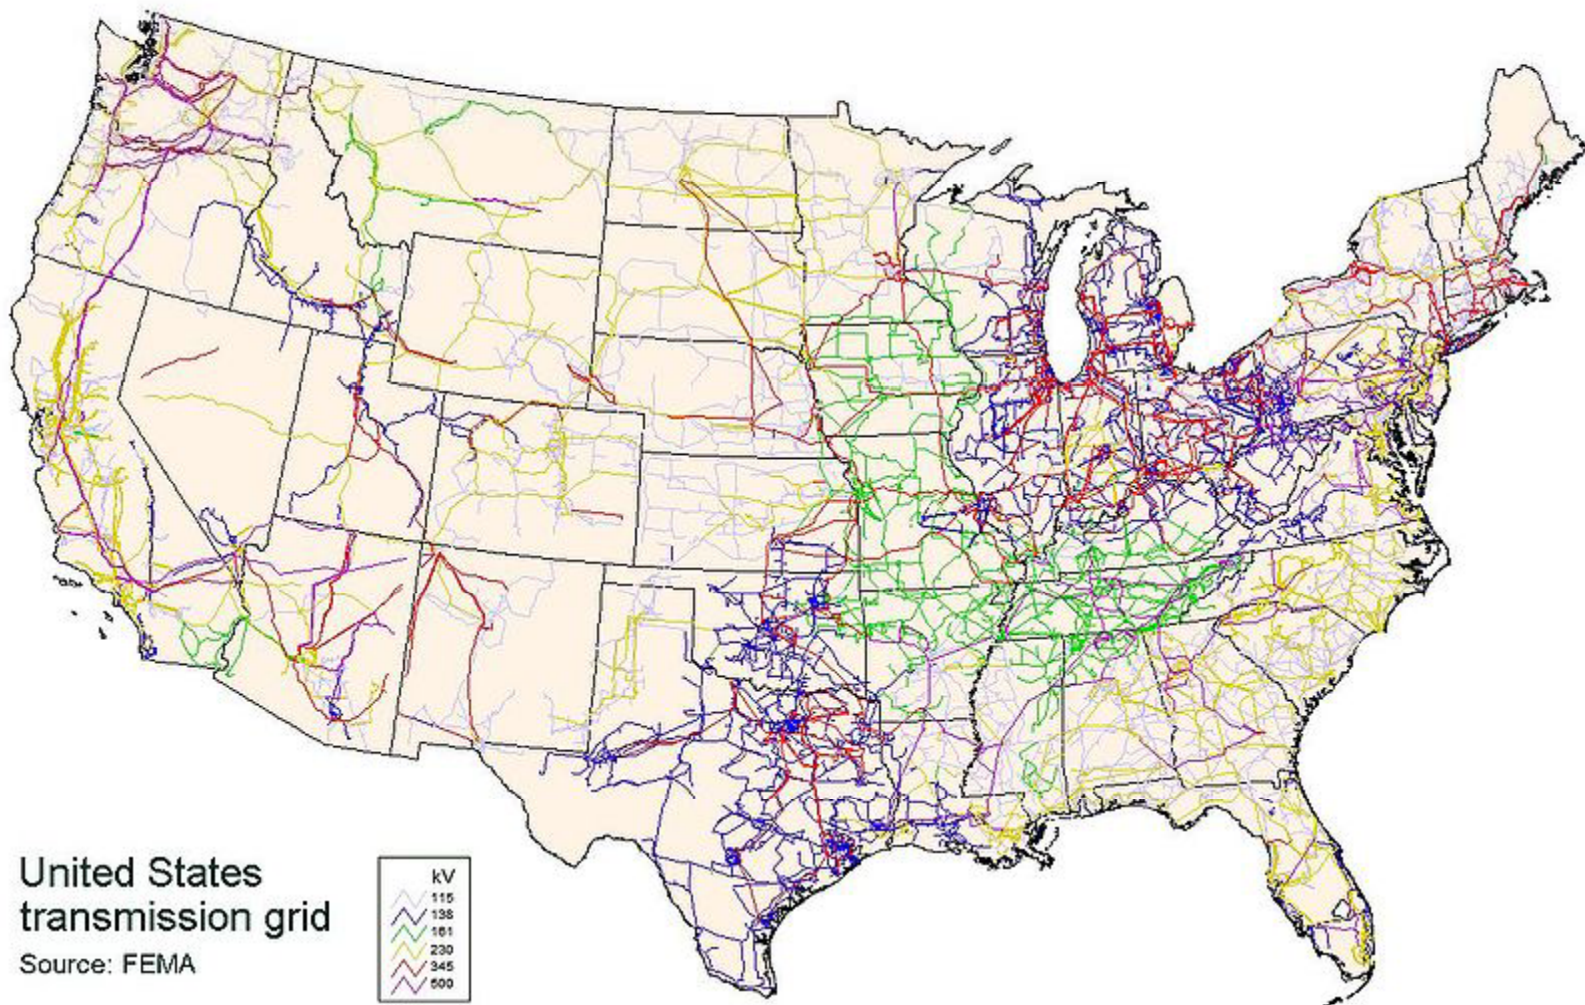 United States
transmission grid
Source: FEMA
kV
115
138
161
230
345
500